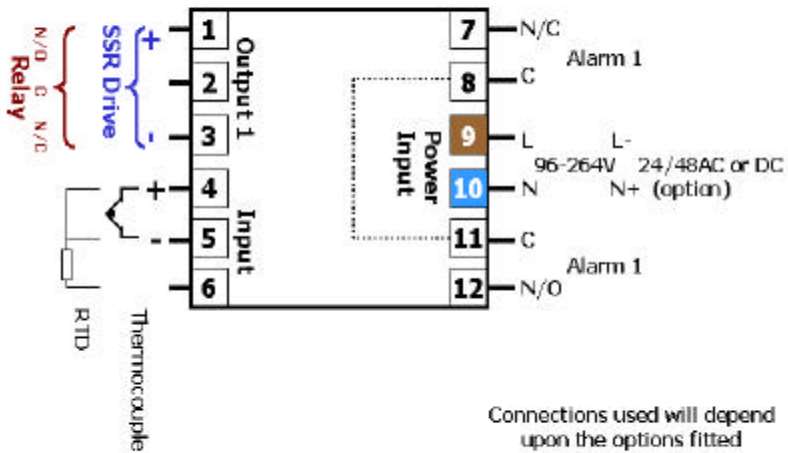 1
2
3
4
5
6
7
8
9
10
11
12
Output 1
Input
Power
Input
+
-
SSR Drive
N/O C N/C
Relay
+
-
Thermocouple
RTD
N/C
C
Alarm 1
L
N
96-264V
L-
24/48AC or DC
N+ (option)
C
Alarm 1
N/O
Connections used will depend
upon the options fitted